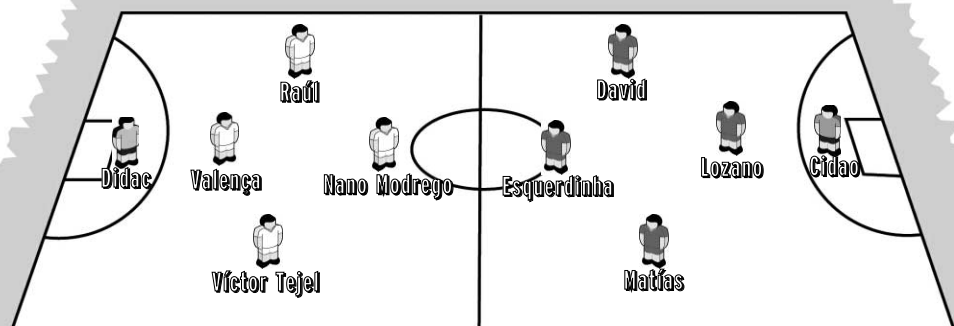 Raúl
David
Didac
Valença
Nano Modrego
Esquerdinha
Lozano
Cidao
Víctor Tejel
Matías